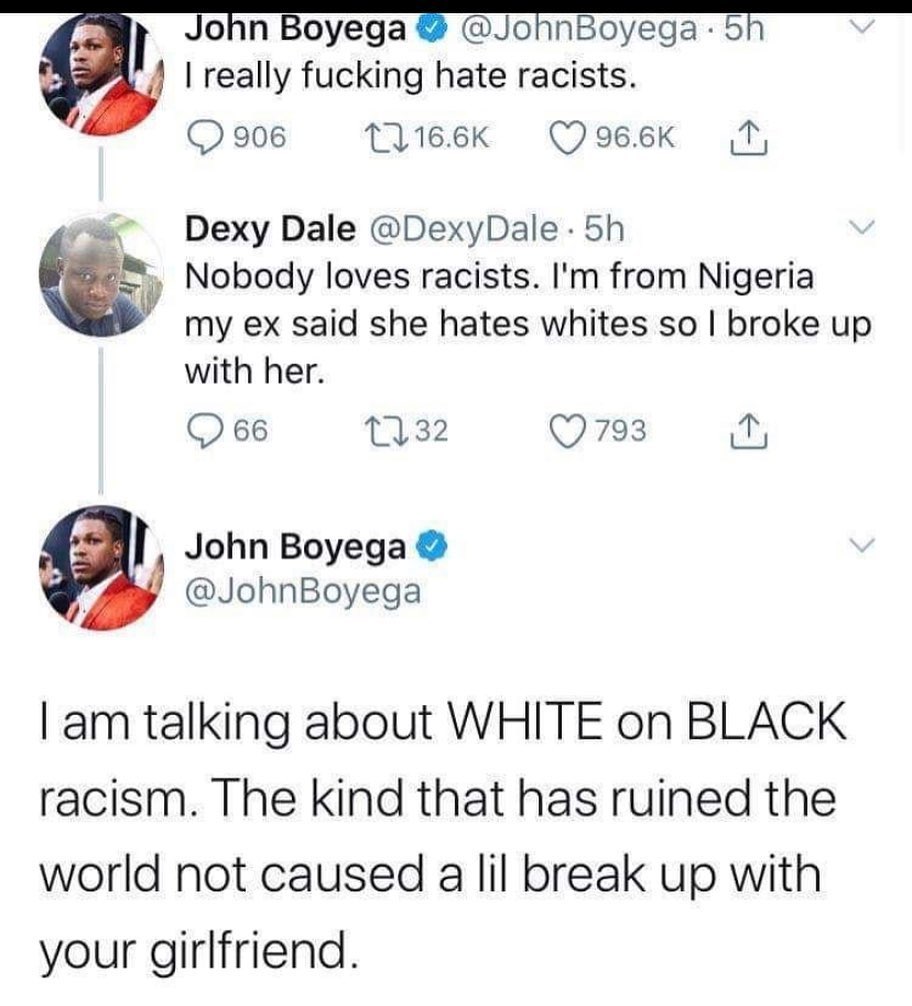 John Boyega @JohnBoyega · 5h
I really fucking hate racists.
906 16.6K 96.6K
Dexy Dale @DexyDale · 5h
Nobody loves racists. I'm from Nigeria
my ex said she hates whites so I broke up
with her.
66 32 793
John Boyega
@JohnBoyega
I am talking about WHITE on BLACK
racism. The kind that has ruined the
world not caused a lil break up with
your girlfriend.